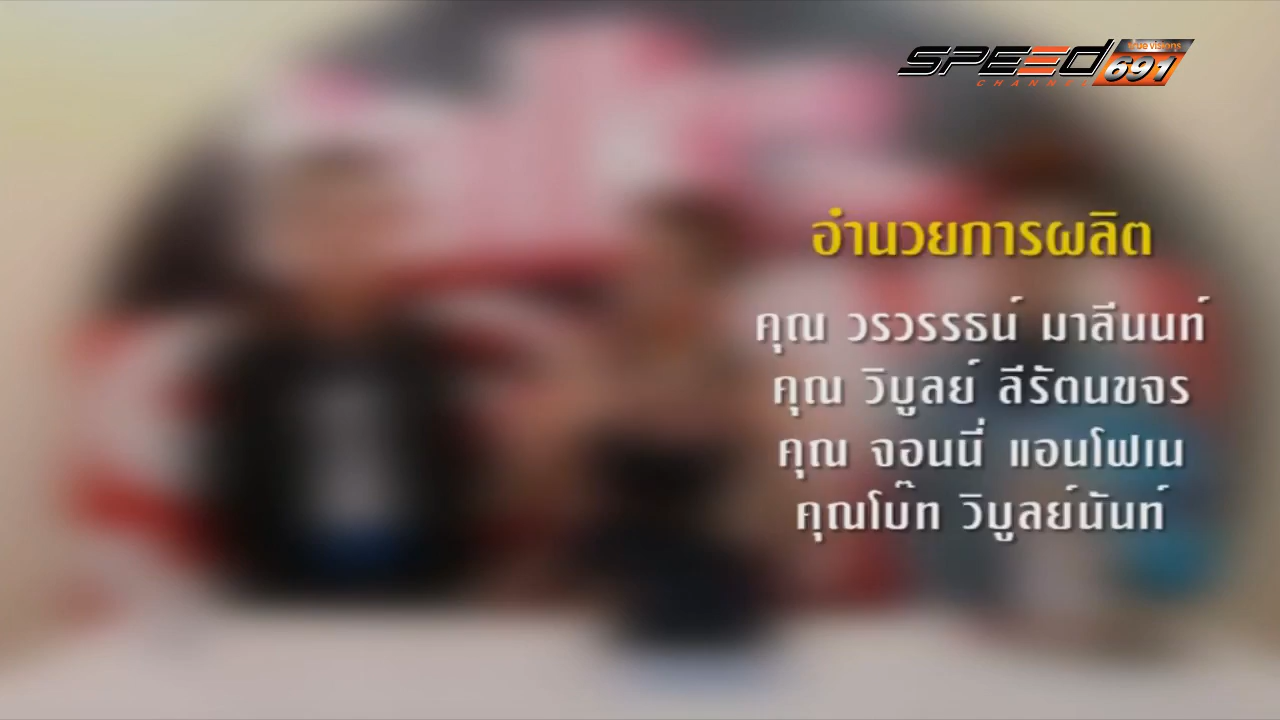 SPEED
CHANNEL
true visions
691
อำนวยการผลิต
คุณ วรวรรธน์ มาลีนนท์
คุณ วิบูลย์ ลีรัตนขจร
คุณ จอนนี่ แอนโฟเน
คุณโบ๊ท วิบูลย์นันท์